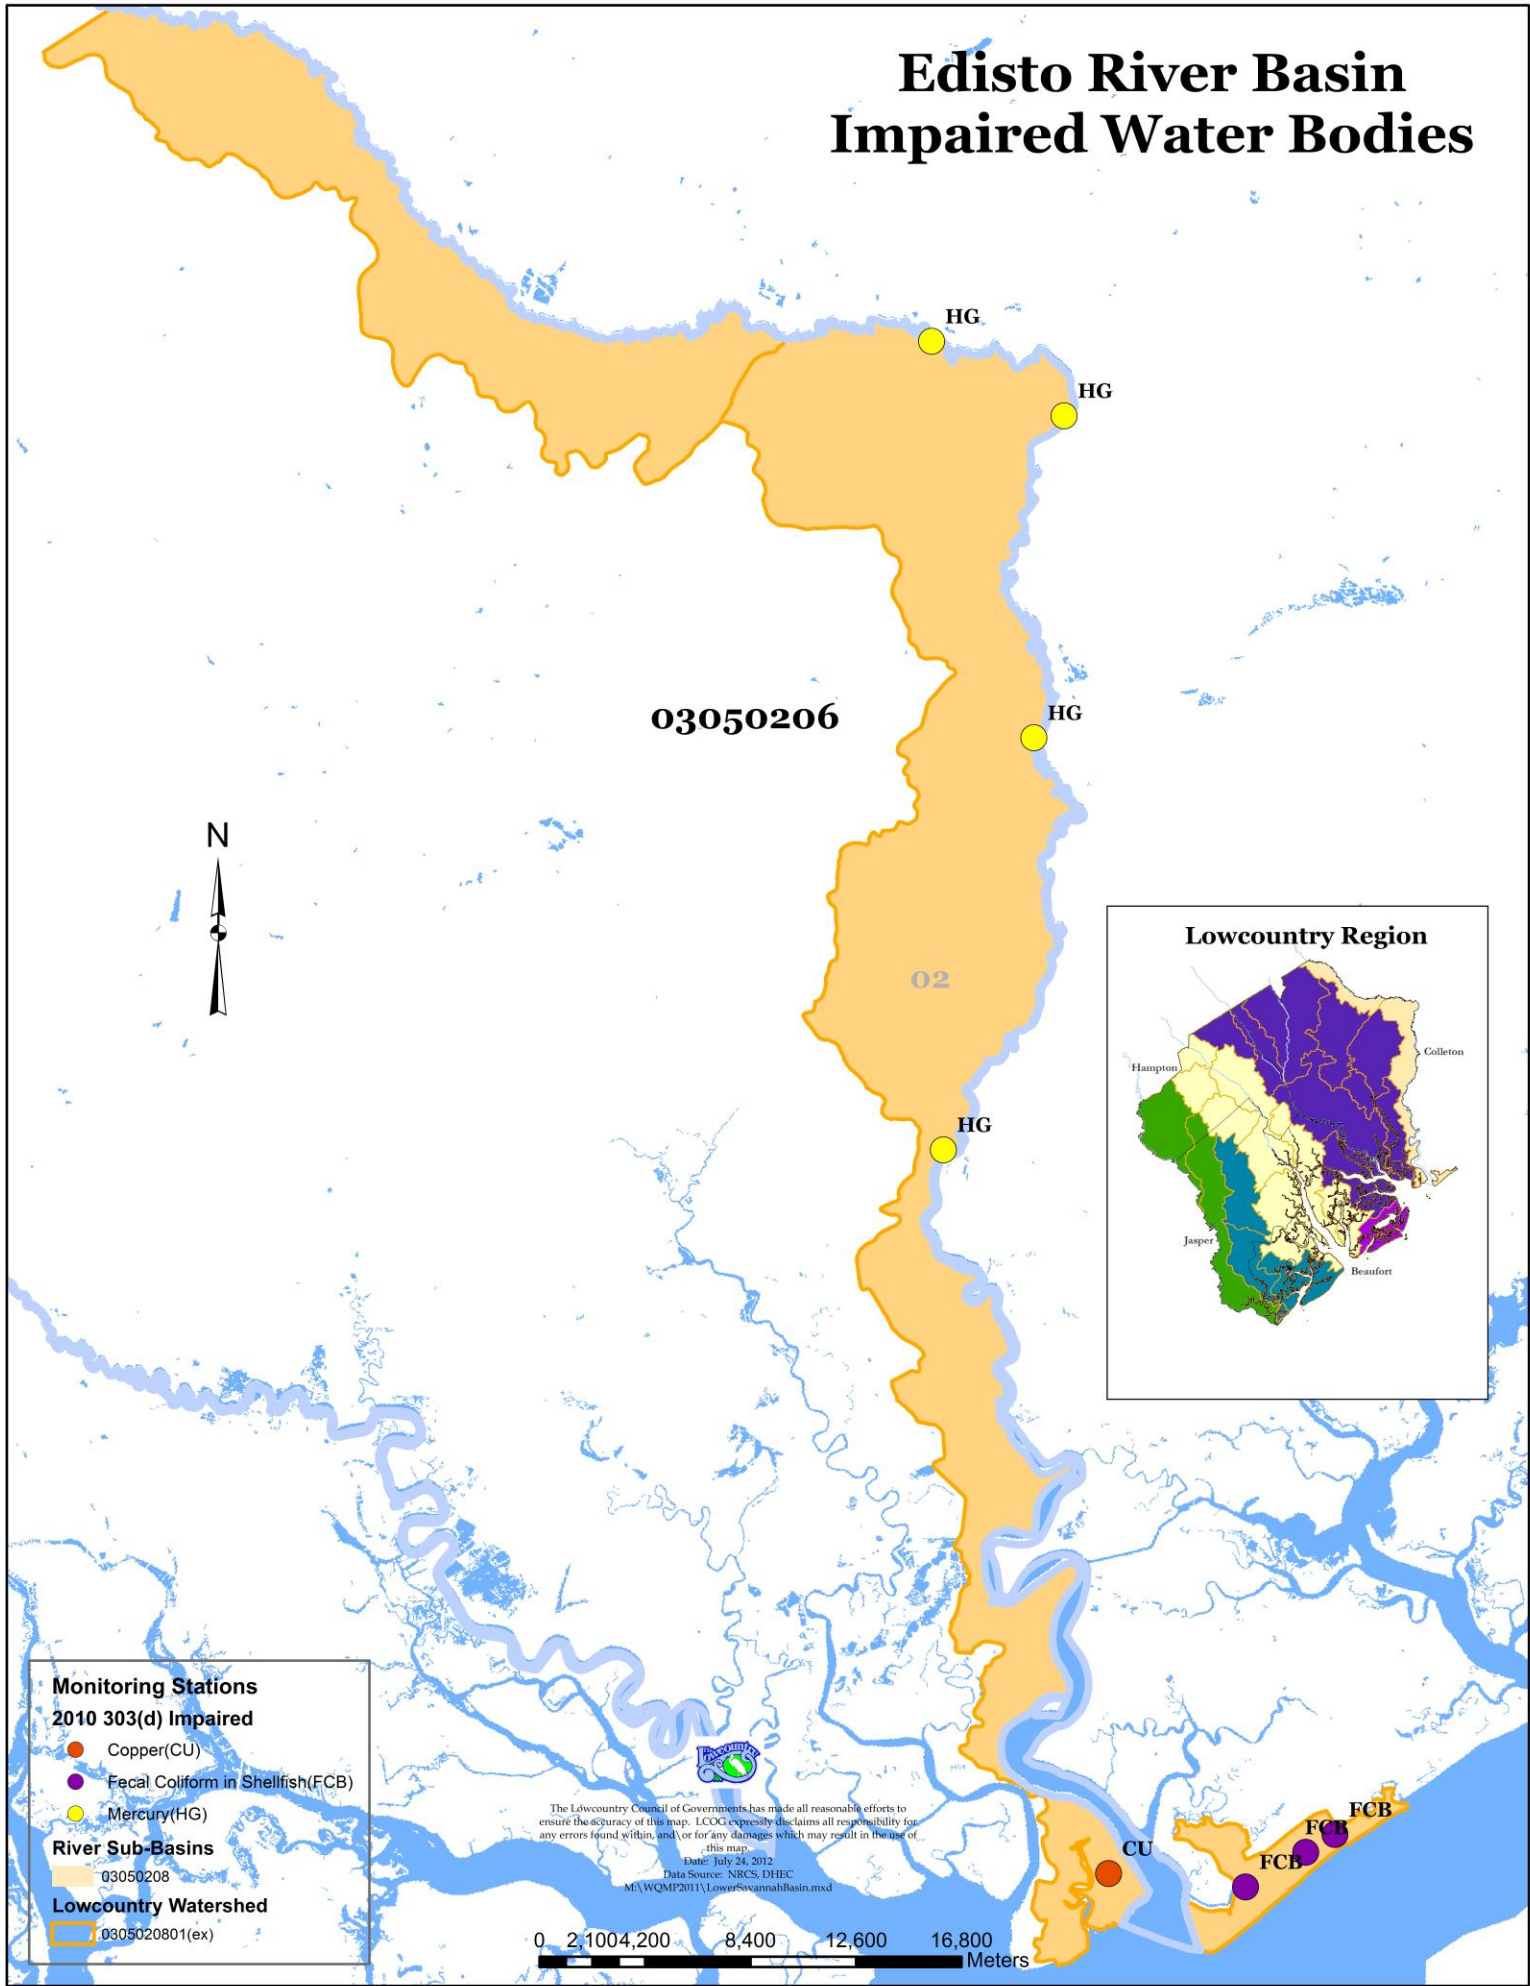 Edisto River Basin
Impaired Water Bodies
HG
HG
03050206
HG
N
02
HG
Lowcountry Region
Colleton
Hampton
Jasper
Beaufort
Monitoring Stations
2010 303(d) Impaired
Copper(CU)
Fecal Coliform in Shellfish(FCB)
Mercury(HG)
River Sub-Basins
03050208
Lowcountry Watershed
0305020801(ex)
Lowcountry
The Lowcountry Council of Governments has made all reasonable efforts to
ensure the accuracy of this map. LCOG expressly disclaims all responsibility for
any errors found within, and\or for any damages which may result in the use of
this map.
Date: July 24, 2012
Data Source: NRCS, DHEC
M:\WQMP2011\LowerSavannahBasin.mxd
CU
FCB
FCB
FCB
0 2,100 4,200 8,400 12,600 16,800
Meters